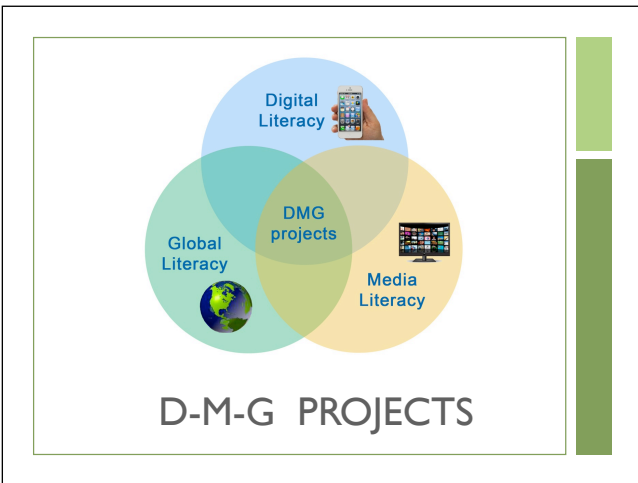 Digital
Literacy
DMG
projects
Global
Literacy
Media
Literacy
D-M-G PROJECTS